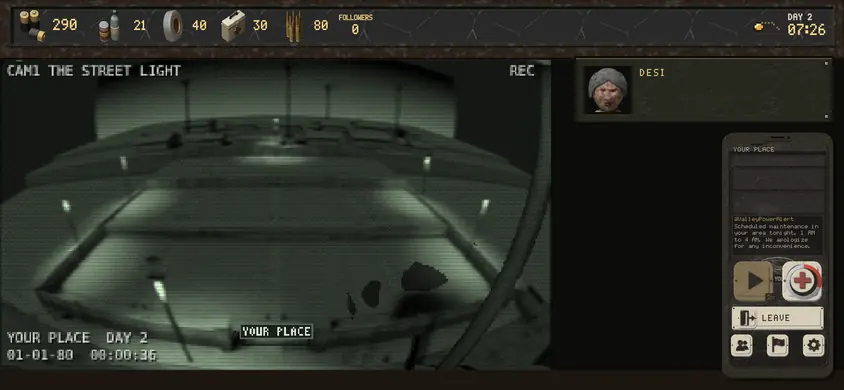 290
21
40
30
80
FOLLOWERS
0
DAY 2
07:26
CAM1 THE STREET LIGHT
REC
DESI
YOUR PLACE
@ValleyPowerAlert
Scheduled maintenance in
your area tonight, 1 AM
to 4 AM. We apologize
for any inconvenience.
YOUR PLACE
LEAVE
YOUR PLACE DAY 2
01-01-80 00:00:36